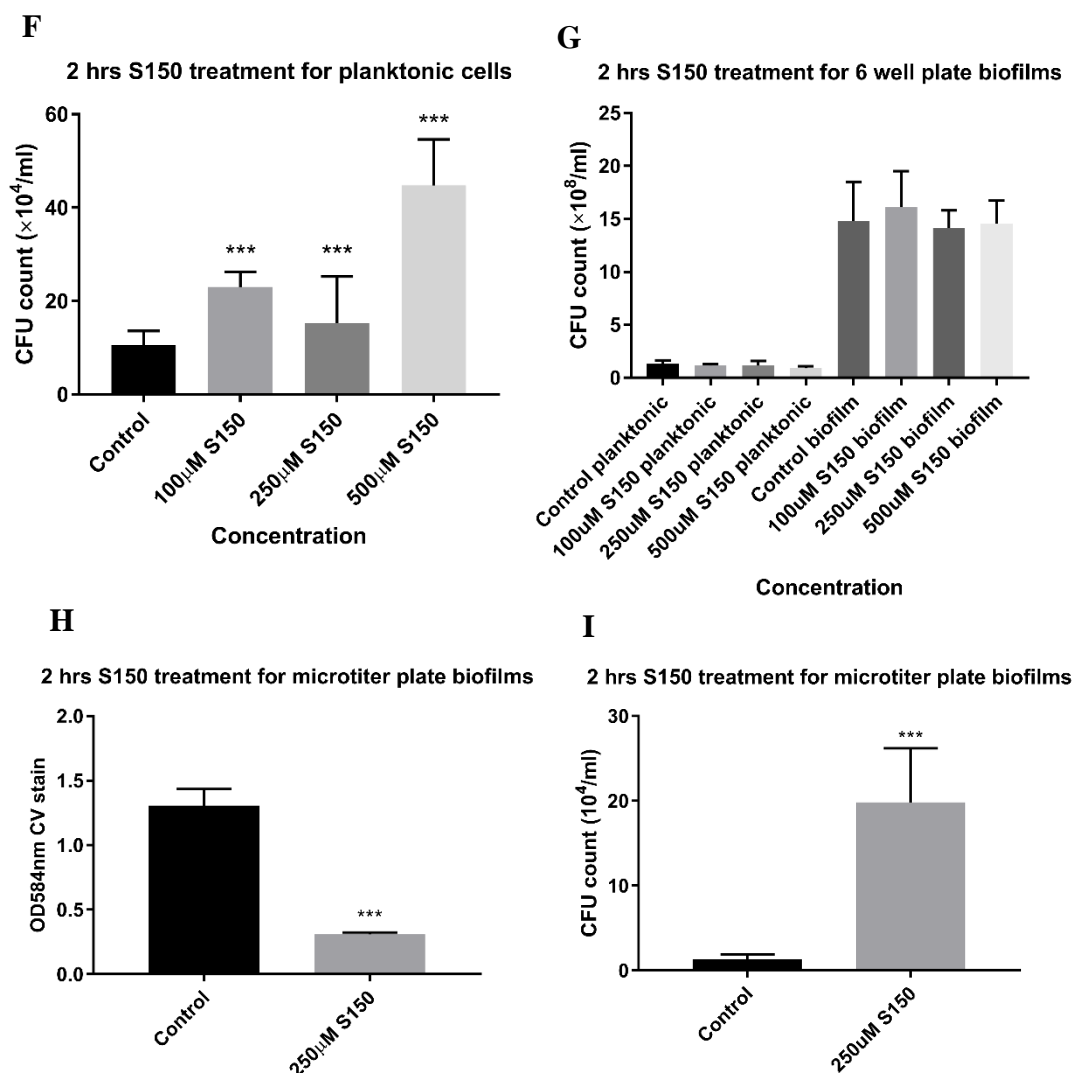 F
2 hrs S150 treatment for planktonic cells
CFU count (×10⁴/ml)
60
40
20
0
***
***
***
Control
100μM S150
250μM S150
500μM S150
Concentration
G
2 hrs S150 treatment for 6 well plate biofilms
CFU count (×10⁸/ml)
25
20
15
10
5
0
Control planktonic
100uM S150 planktonic
250uM S150 planktonic
500uM S150 planktonic
Control biofilm
100uM S150 biofilm
250uM S150 biofilm
500uM S150 biofilm
Concentration
H
2 hrs S150 treatment for microtiter plate biofilms
OD584nm CV stain
2.0
1.5
1.0
0.5
0.0
***
Control
250μM S150
I
2 hrs S150 treatment for microtiter plate biofilms
CFU count (10⁴/ml)
30
20
10
0
***
Control
250uM S150